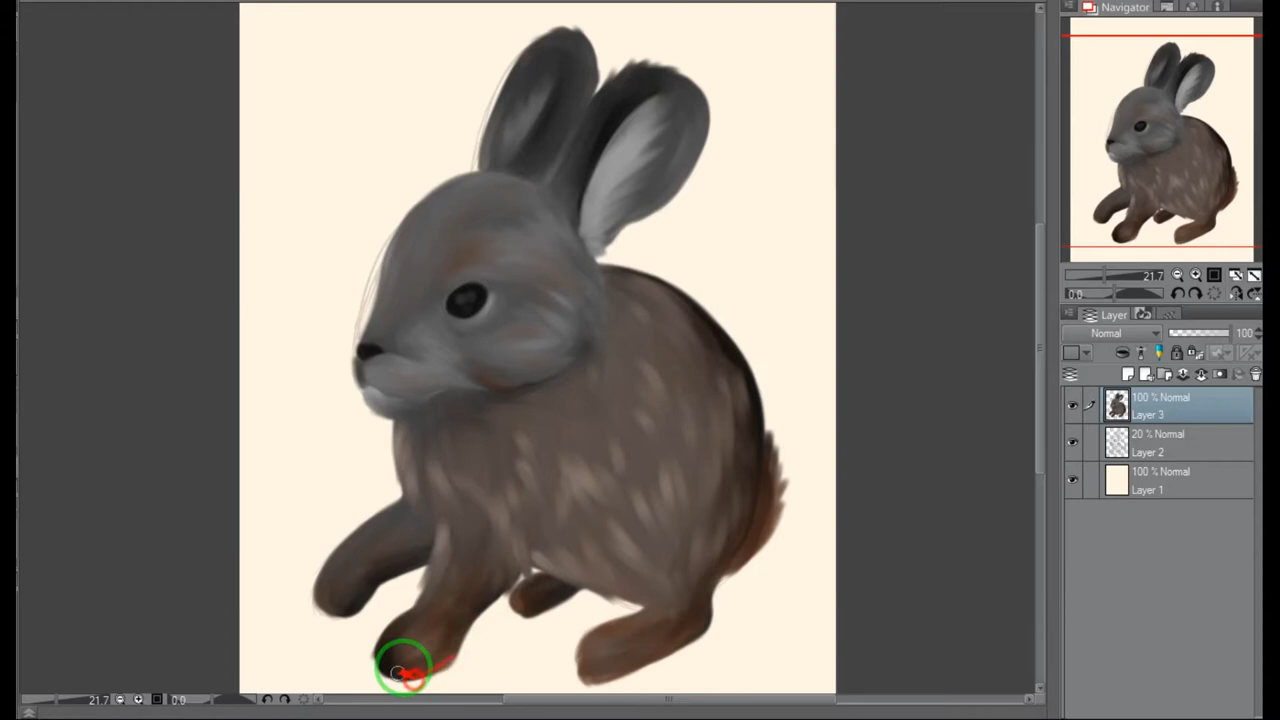 Navigator
21.7
0.0
Layer
Normal 100
100 % Normal
Layer 3
20 % Normal
Layer 2
100 % Normal
Layer 1
21.7 0.0